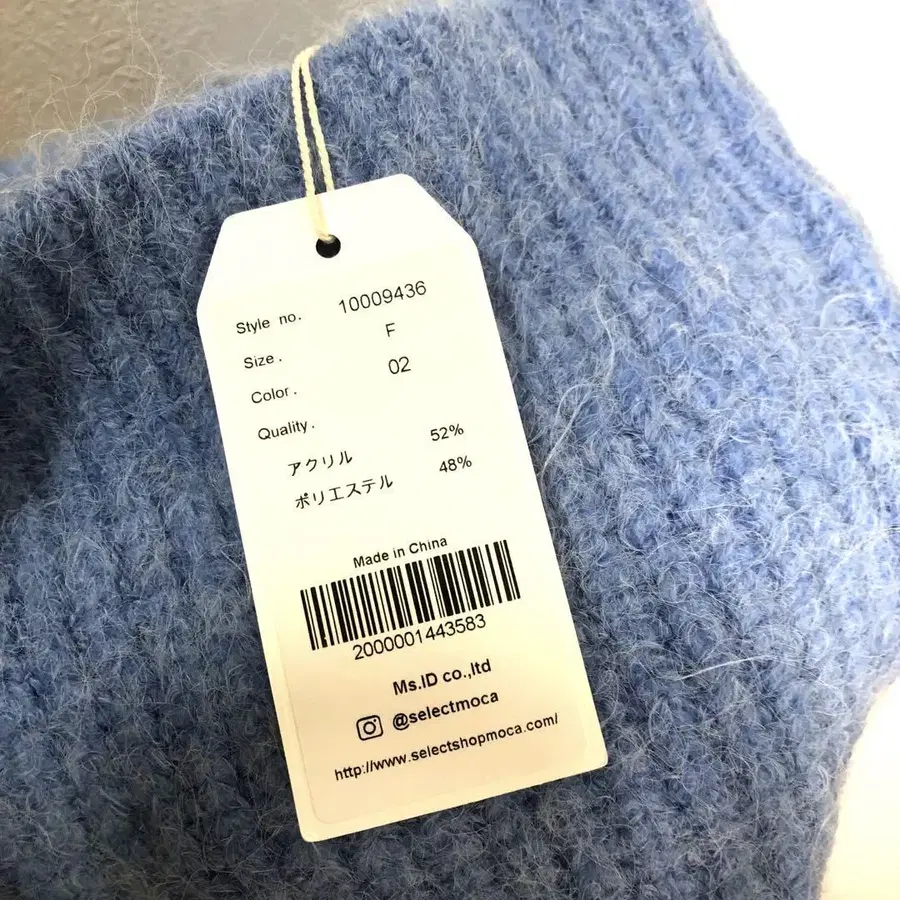 Style no. 10009436
Size. F
Color. 02
Quality.
アクリル 52%
ポリエステル 48%
Made in China
2000001443583
Ms.ID co.,ltd
@selectmoca
http://www.selectshopmoca.com/